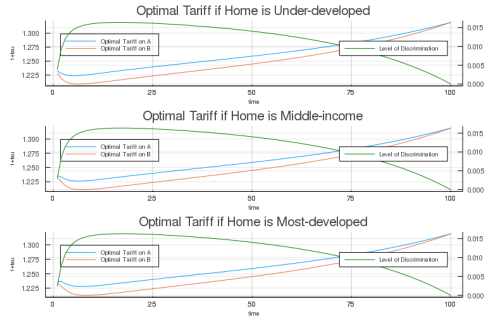 Optimal Tariff if Home is Under-developed
1.300
1.275
1.250
1.225
1+tau
Optimal Tariff on A
Optimal Tariff on B
Level of Discrimination
0.015
0.010
0.005
0.000
0 25 50 75 100
time
Optimal Tariff if Home is Middle-income
1.300
1.275
1.250
1.225
1+tau
Optimal Tariff on A
Optimal Tariff on B
Level of Discrimination
0.015
0.010
0.005
0.000
0 25 50 75 100
time
Optimal Tariff if Home is Most-developed
1.300
1.275
1.250
1.225
1+tau
Optimal Tariff on A
Optimal Tariff on B
Level of Discrimination
0.015
0.010
0.005
0.000
0 25 50 75 100
time